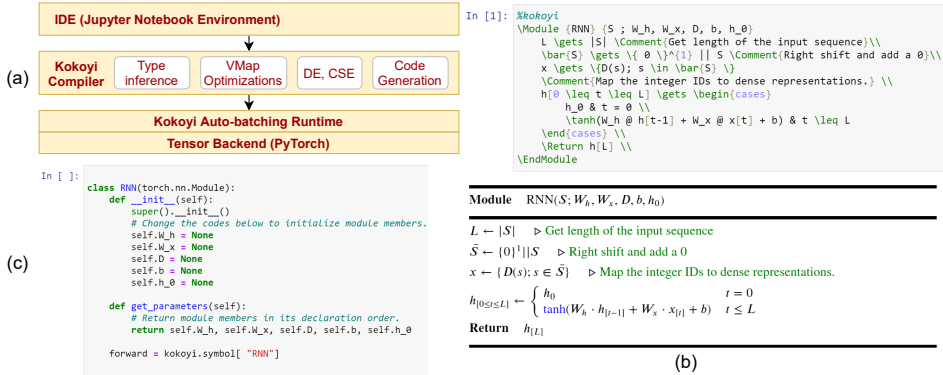 IDE (Jupyter Notebook Environment)
(a)
Kokoyi
Compiler
Type
inference
VMap
Optimizations
DE, CSE
Code
Generation
Kokoyi Auto-batching Runtime
Tensor Backend (PyTorch)
In [ ]:
class RNN(torch.nn.Module):
    def __init__(self):
        super().__init__()
        # Change the codes below to initialize module members.
        self.W_h = None
        self.W_x = None
        self.D = None
        self.b = None
        self.h_0 = None
    def get_parameters(self):
        # Return module members in its declaration order.
        return self.W_h, self.W_x, self.D, self.b, self.h_0
    forward = kokoyi.symbol[ "RNN"]
(c)
In [1]:
%kokoyi
\Module {RNN} {S ; W_h, W_x, D, b, h_0}
    L \gets |S| \Comment{Get length of the input sequence}\\
    \bar{S} \gets \{ 0 \}^{1} || S \Comment{Right shift and add a 0}\\
    x \gets \{D(s); s \in \bar{S} \}
    \Comment{Map the integer IDs to dense representations.} \\
    h[0 \leq t \leq L] \gets \begin{cases}
        h_0 & t = 0 \\
        \tanh(W_h @ h[t-1] + W_x @ x[t] + b) & t \leq L
    \end{cases} \\
    \Return h[L] \\
\EndModule
Module RNN(S; W_h, W_x, D, b, h_0)
L ← |S| ▹ Get length of the input sequence
S̄ ← {0}¹||S ▹ Right shift and add a 0
x ← {D(s); s ∈ S̄} ▹ Map the integer IDs to dense representations.
h_[0≤t≤L] ← { h_0 t = 0
tanh(W_h · h_[t−1] + W_x · x_[t] + b) t ≤ L
Return h_[L]
(b)